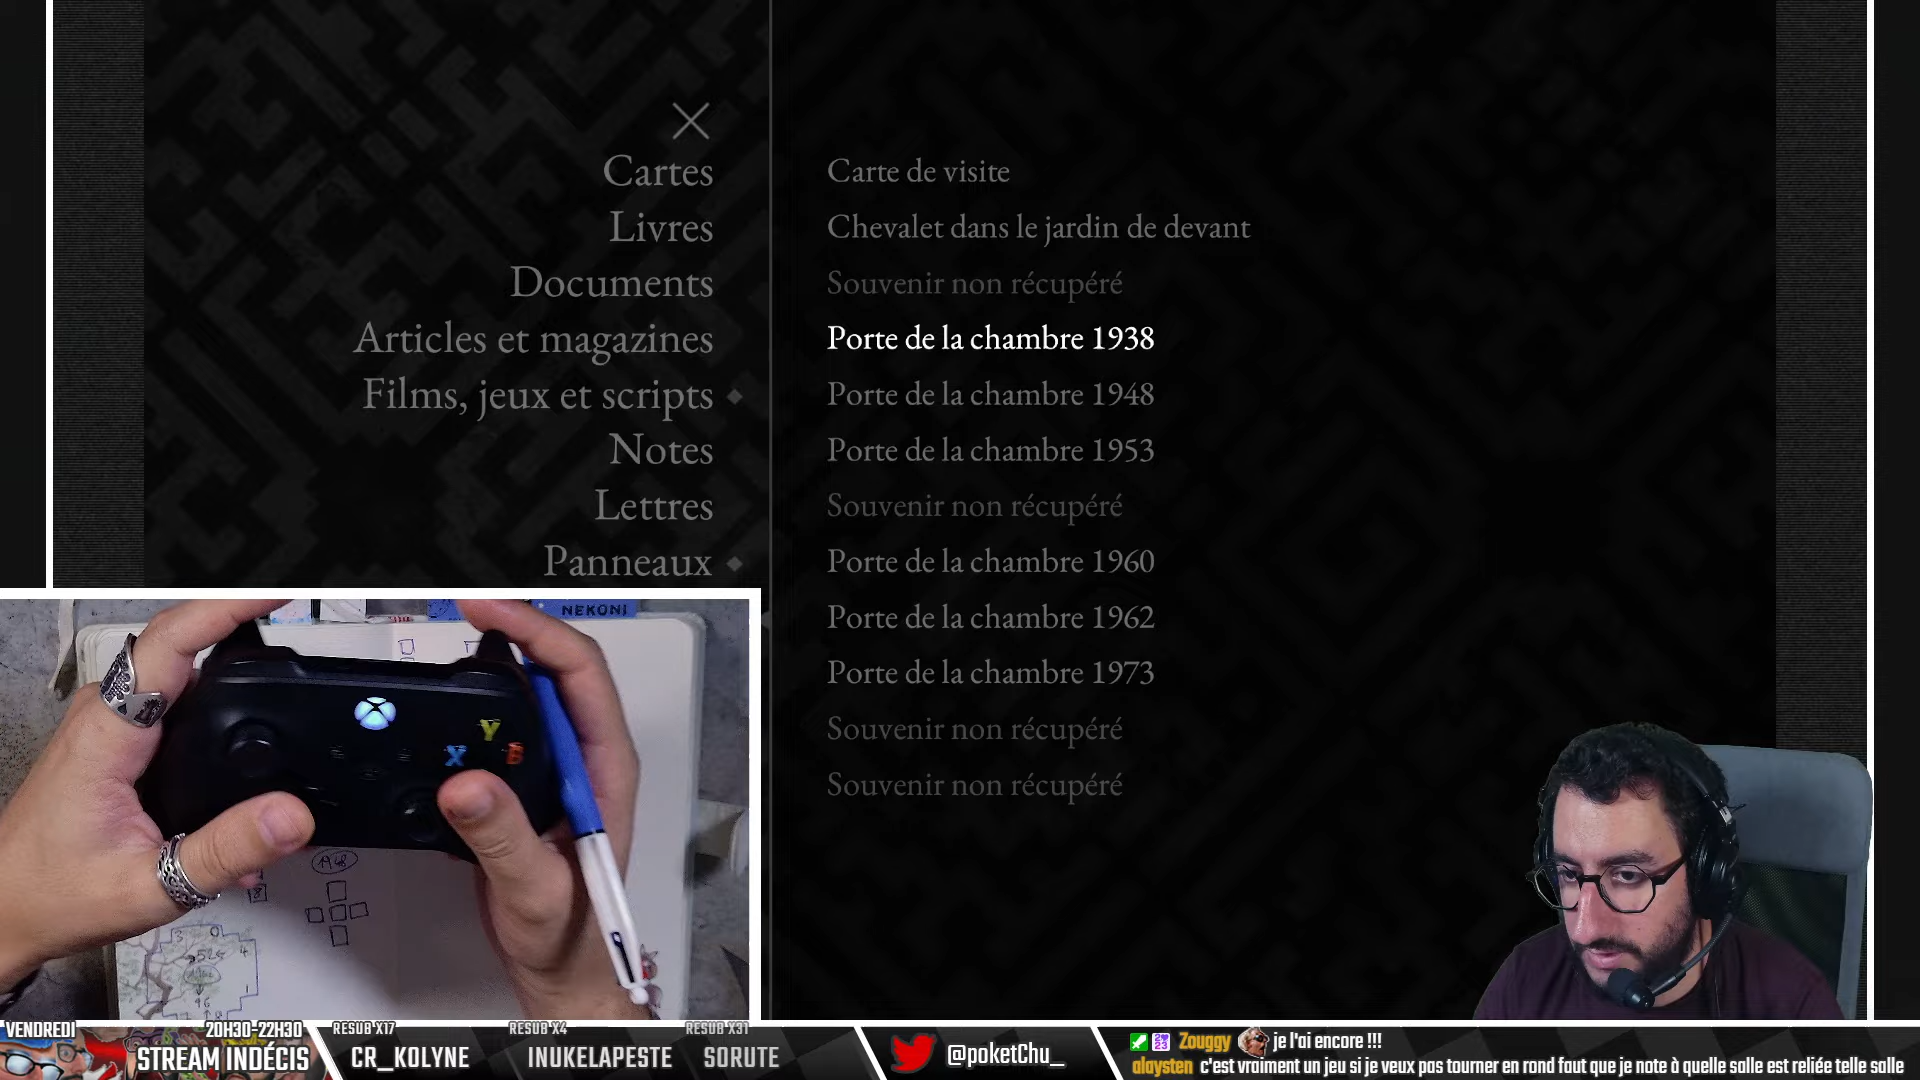 Cartes
Livres
Documents
Articles et magazines
Films, jeux et scripts
Notes
Lettres
Panneaux
Carte de visite
Chevalet dans le jardin de devant
Souvenir non récupéré
Porte de la chambre 1938
Porte de la chambre 1948
Porte de la chambre 1953
Souvenir non récupéré
Porte de la chambre 1960
Porte de la chambre 1962
Porte de la chambre 1973
Souvenir non récupéré
Souvenir non récupéré
NEKONI
Y
X
B
1948
VENDREDI
20H30-22H30
STREAM INDÉCIS
RESUB X17
CR_KOLYNE
RESUB X4
INUKELAPESTE
RESUB X31
SORUTE
@poketChu_
Zouggy je l'ai encore !!!
alaysten c'est vraiment un jeu si je veux pas tourner en rond faut que je note à quelle salle est reliée telle salle